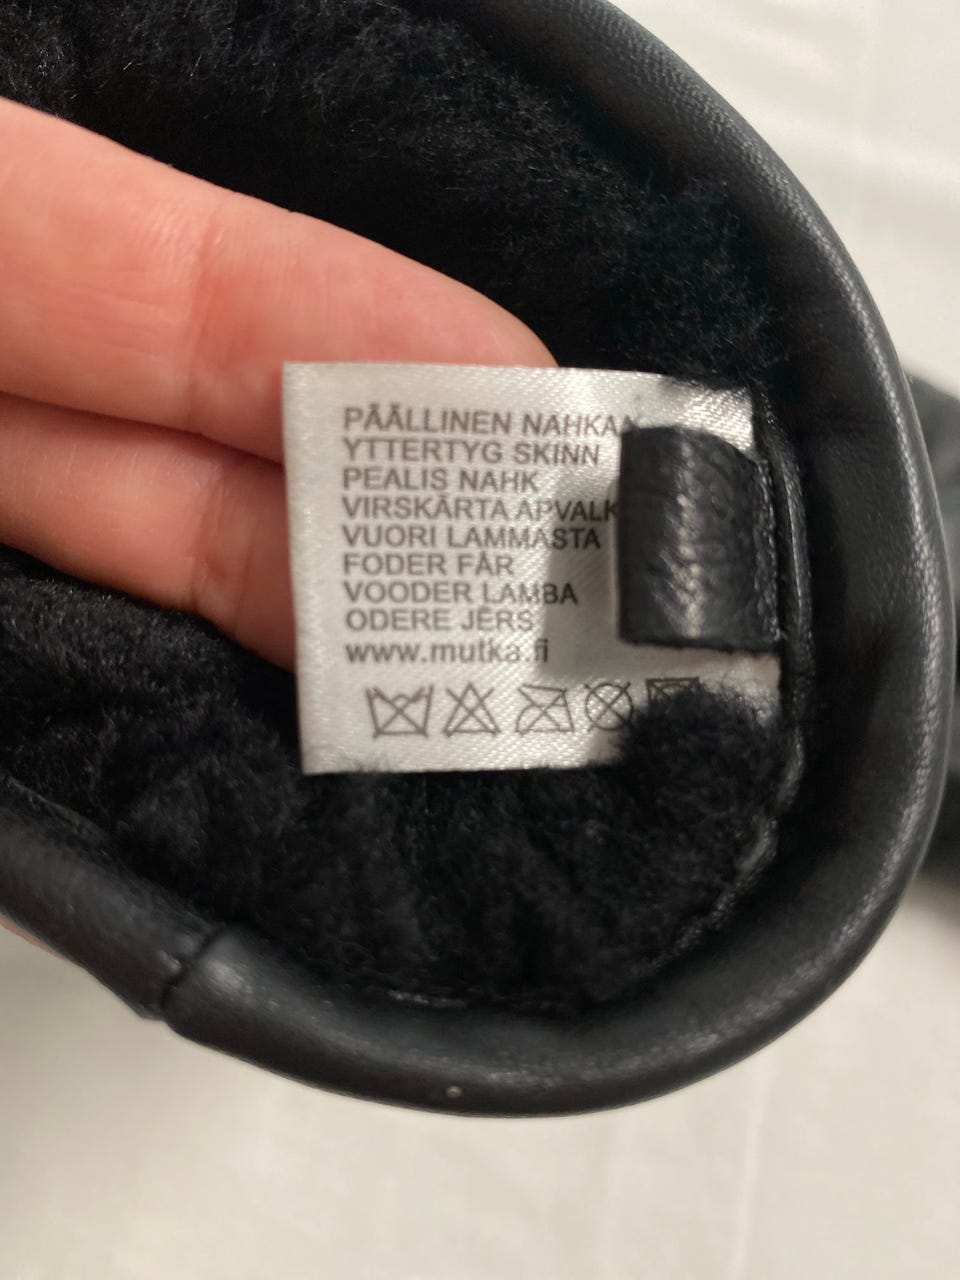 PÄÄLLINEN NAHKAA
YTTERTYG SKINN
PEALIS NAHK
VIRSKĀRTA APVALK
VUORI LAMMASTA
FODER FÅR
VOODER LAMBA
ODERE JĒRS
www.mutka.fi